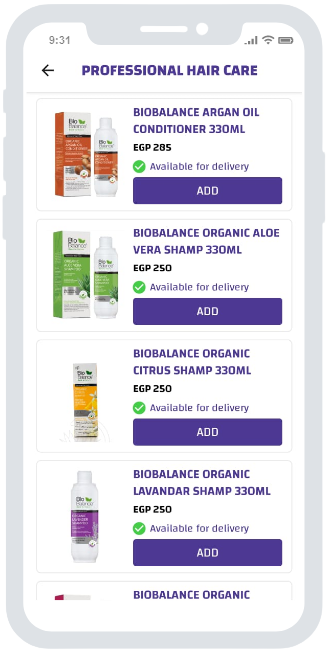 9:31
PROFESSIONAL HAIR CARE
BIOBALANCE ARGAN OIL
CONDITIONER 330ML
EGP 285
Available for delivery
ADD
BIOBALANCE ORGANIC ALOE
VERA SHAMP 330ML
EGP 250
Available for delivery
ADD
BIOBALANCE ORGANIC
CITRUS SHAMP 330ML
EGP 250
Available for delivery
ADD
BIOBALANCE ORGANIC
LAVANDAR SHAMP 330ML
EGP 250
Available for delivery
ADD
BIOBALANCE ORGANIC